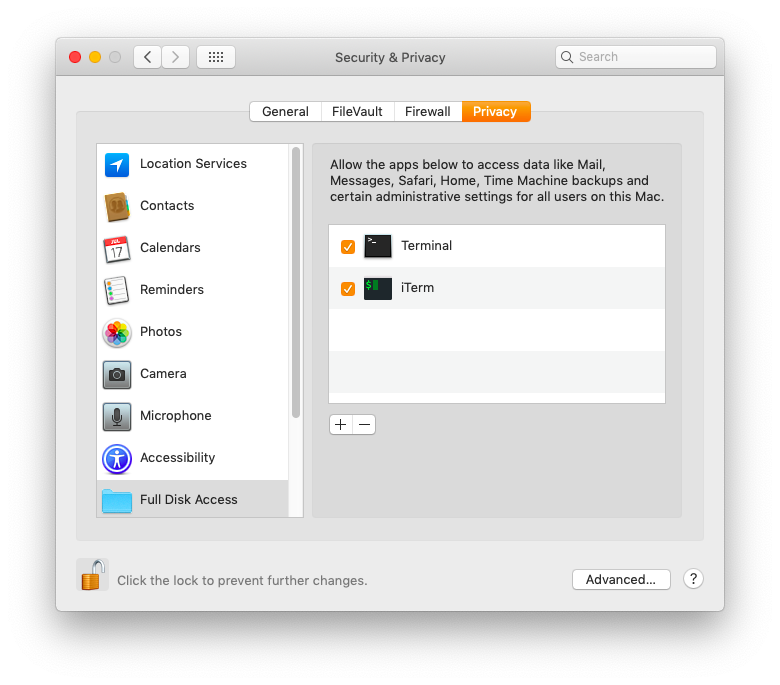 Security & Privacy
Search
General
FileVault
Firewall
Privacy
Location Services
Contacts
JUL
17
Calendars
Reminders
Photos
Camera
Microphone
Accessibility
Full Disk Access
Allow the apps below to access data like Mail,
Messages, Safari, Home, Time Machine backups and
certain administrative settings for all users on this Mac.
>_
Terminal
$
iTerm
+
−
Click the lock to prevent further changes.
Advanced...
?